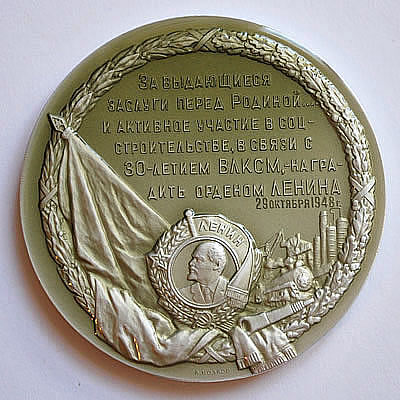 За выдающиеся
заслуги перед Родиной...
и активное участие в соц-
строительстве, в связи с
30-летием ВЛКСМ,-награ-
дить орденом ЛЕНИНА
29 октября 1948 г.
ЛЕНИН